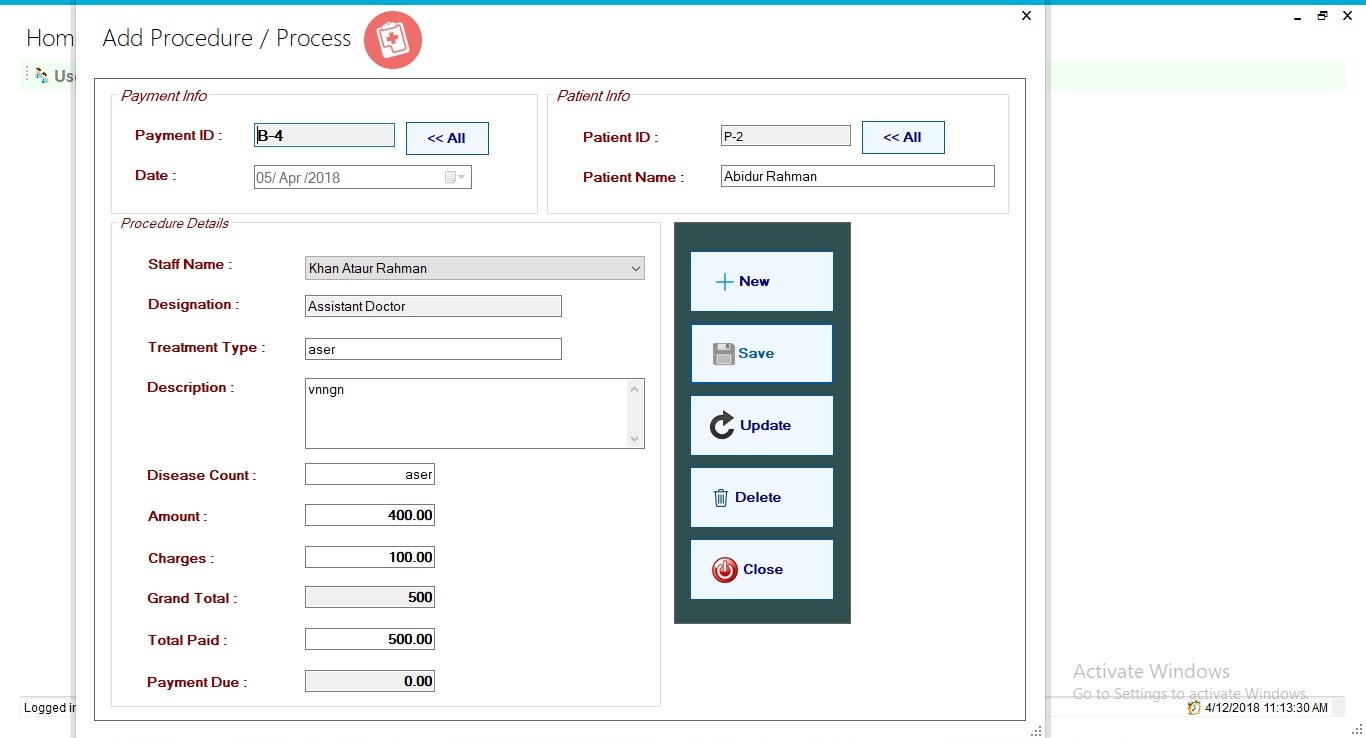 Hom
Add Procedure / Process
Use
Payment Info
Payment ID :
B-4
<< All
Date :
05/ Apr /2018
Patient Info
Patient ID :
P-2
<< All
Patient Name :
Abidur Rahman
Procedure Details
Staff Name :
Khan Ataur Rahman
Designation :
Assistant Doctor
Treatment Type :
aser
Description :
vnngn
Disease Count :
aser
Amount :
400.00
Charges :
100.00
Grand Total :
500
Total Paid :
500.00
Payment Due :
0.00
New
Save
Update
Delete
Close
Activate Windows
Go to Settings to activate Windows.
Logged in
4/12/2018 11:13:30 AM